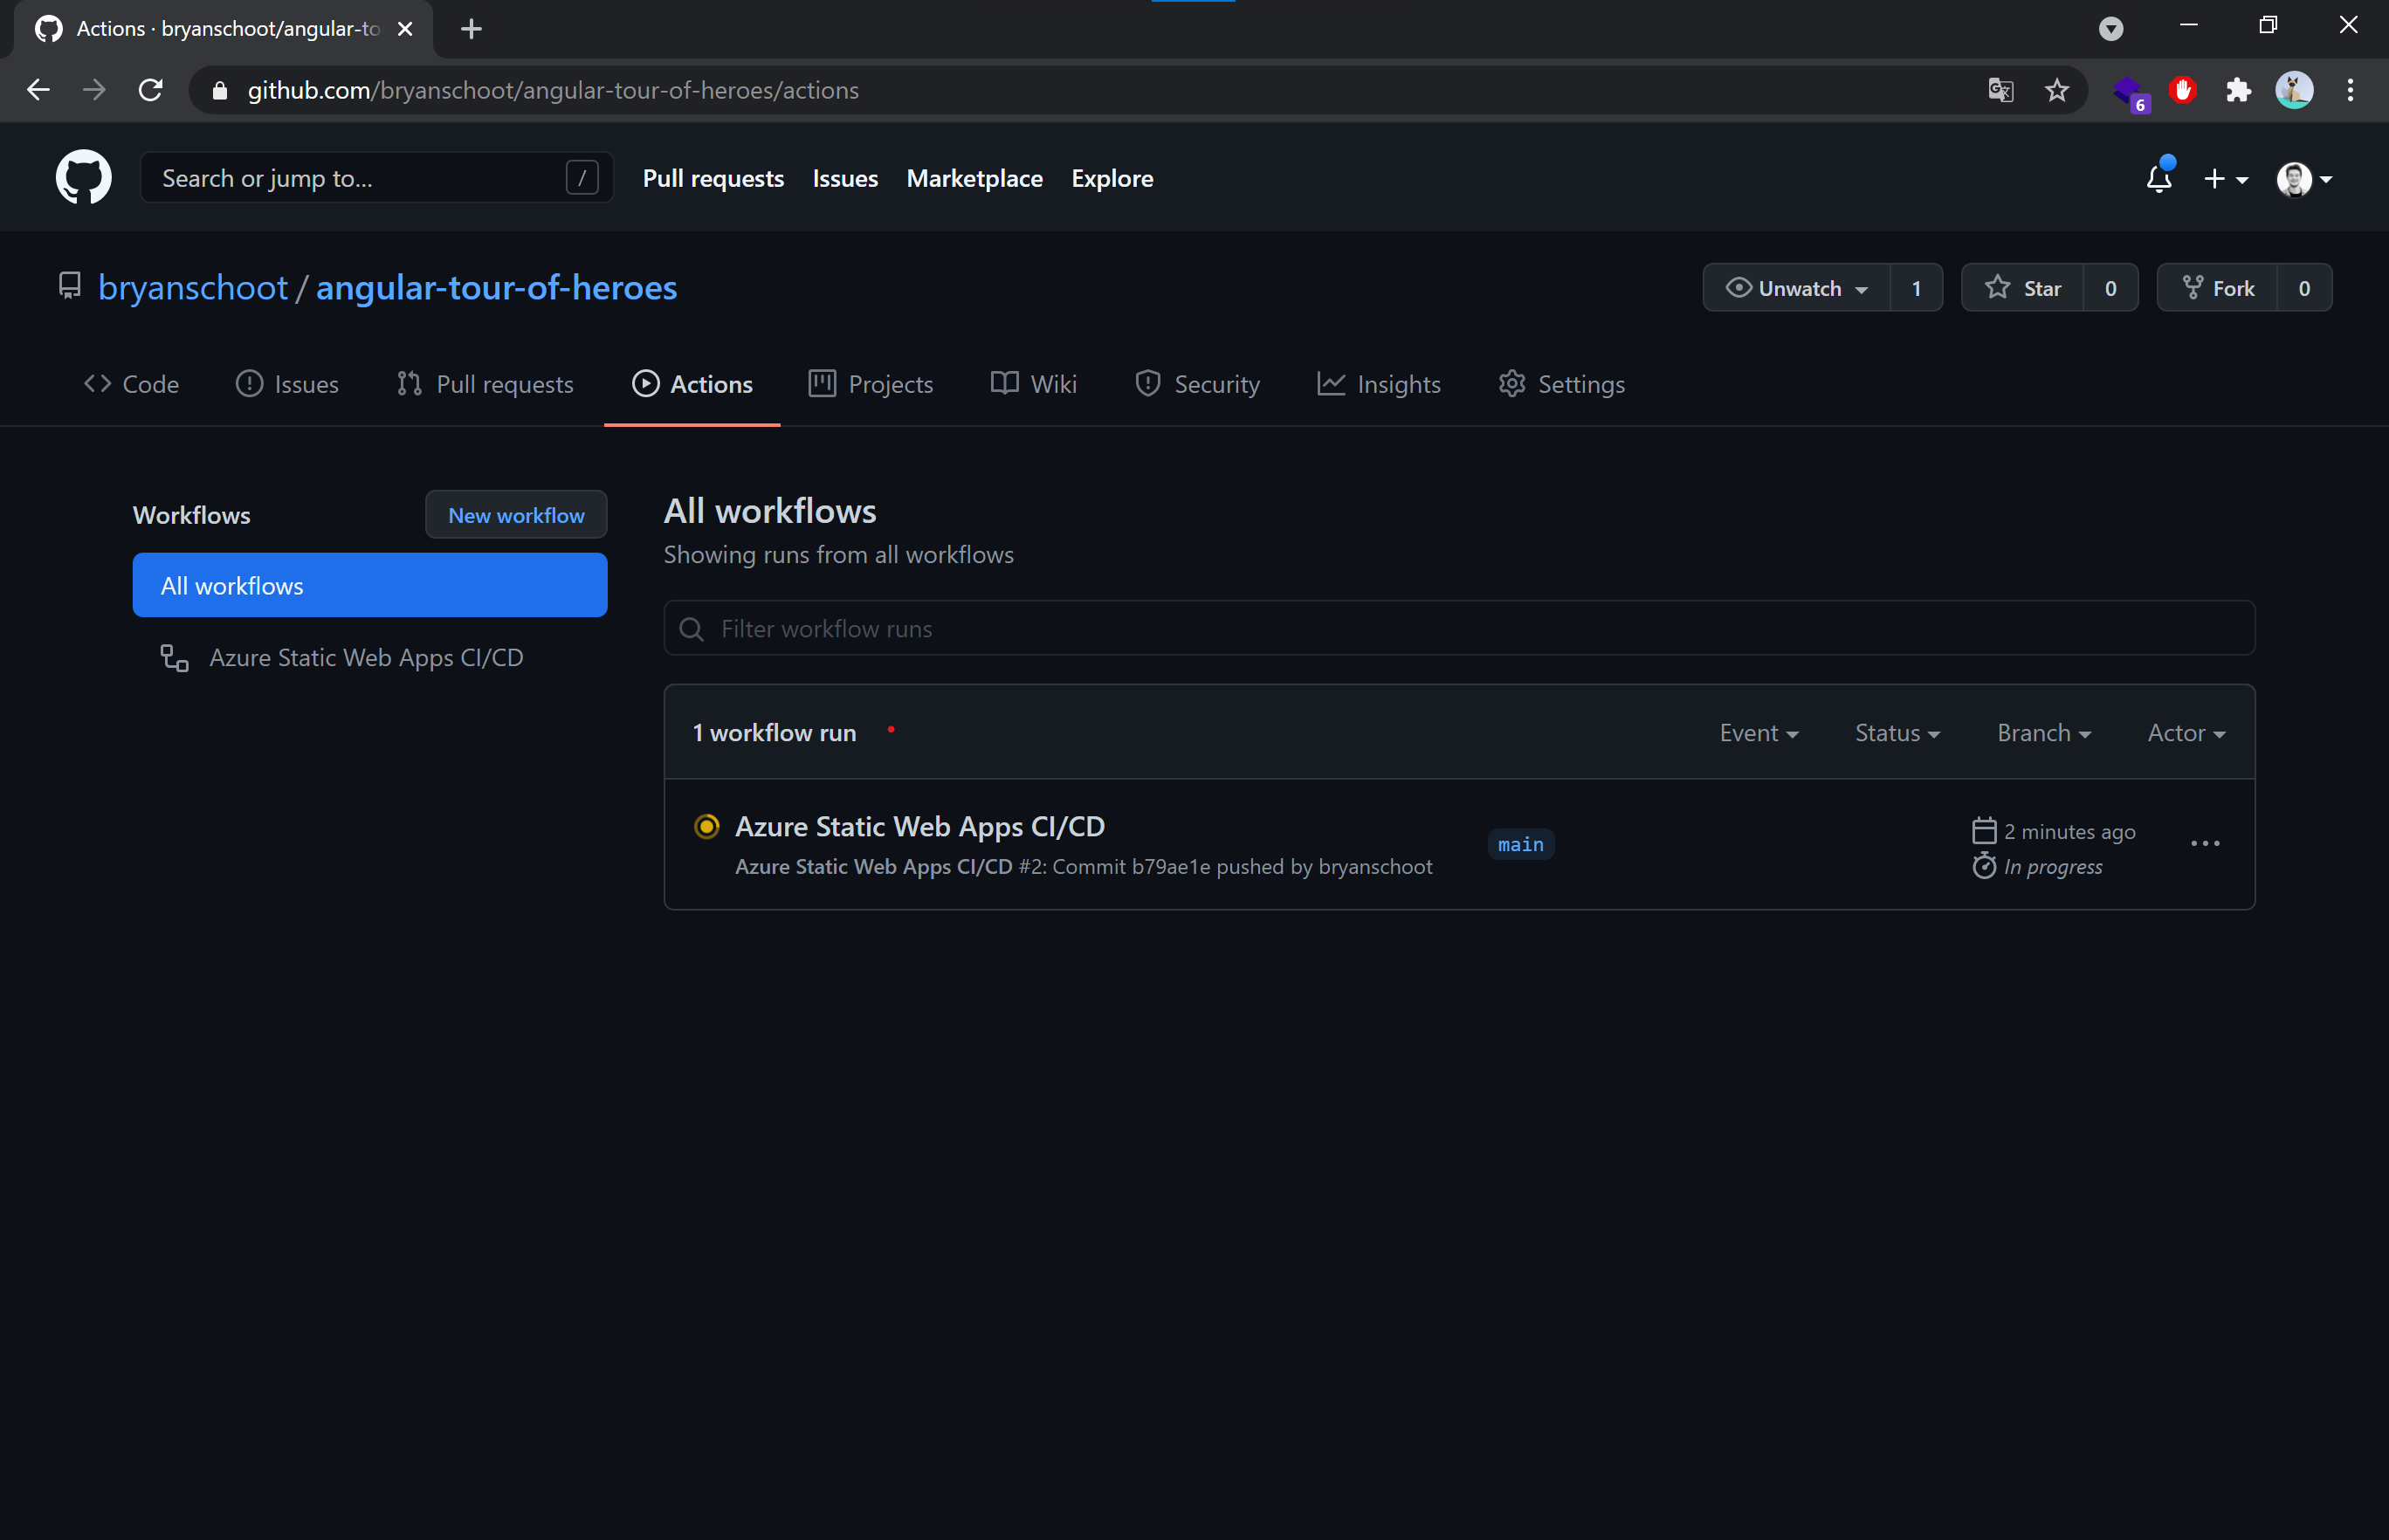 Actions · bryanschoot/angular-to
github.com/bryanschoot/angular-tour-of-heroes/actions
6
Search or jump to...
/
Pull requests
Issues
Marketplace
Explore
bryanschoot / angular-tour-of-heroes
Unwatch 1
Star 0
Fork 0
Code
Issues
Pull requests
Actions
Projects
Wiki
Security
Insights
Settings
Workflows
New workflow
All workflows
Azure Static Web Apps CI/CD
All workflows
Showing runs from all workflows
Filter workflow runs
1 workflow run
Event
Status
Branch
Actor
Azure Static Web Apps CI/CD
Azure Static Web Apps CI/CD #2: Commit b79ae1e pushed by bryanschoot
main
2 minutes ago
In progress